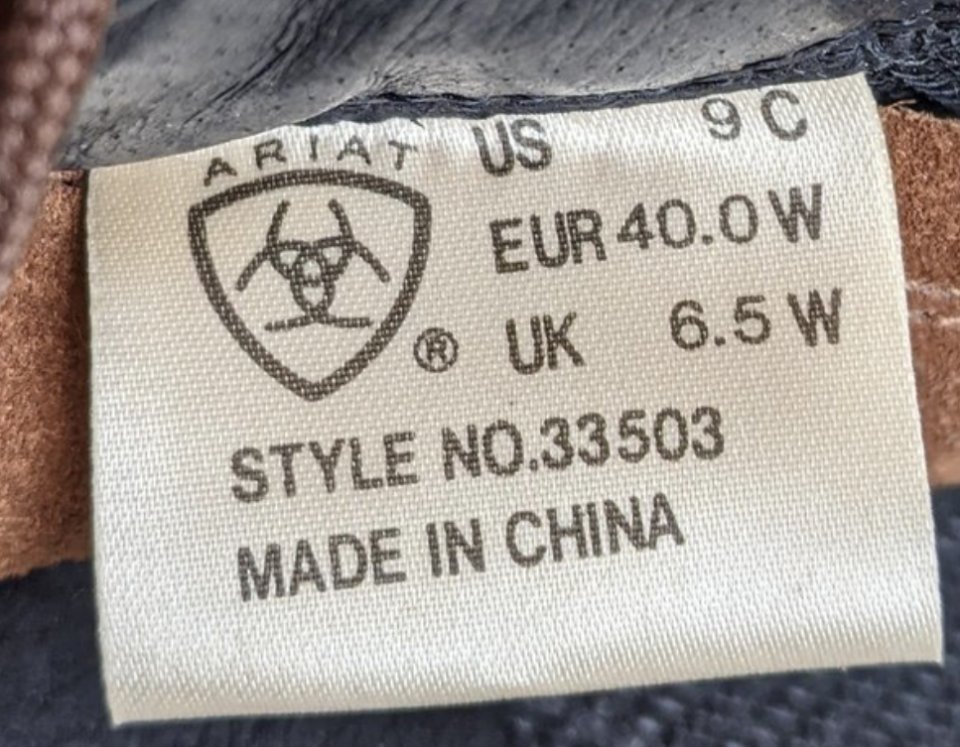 ARIAT
US 9 C
EUR 40.0 W
® UK 6.5 W
STYLE NO.33503
MADE IN CHINA